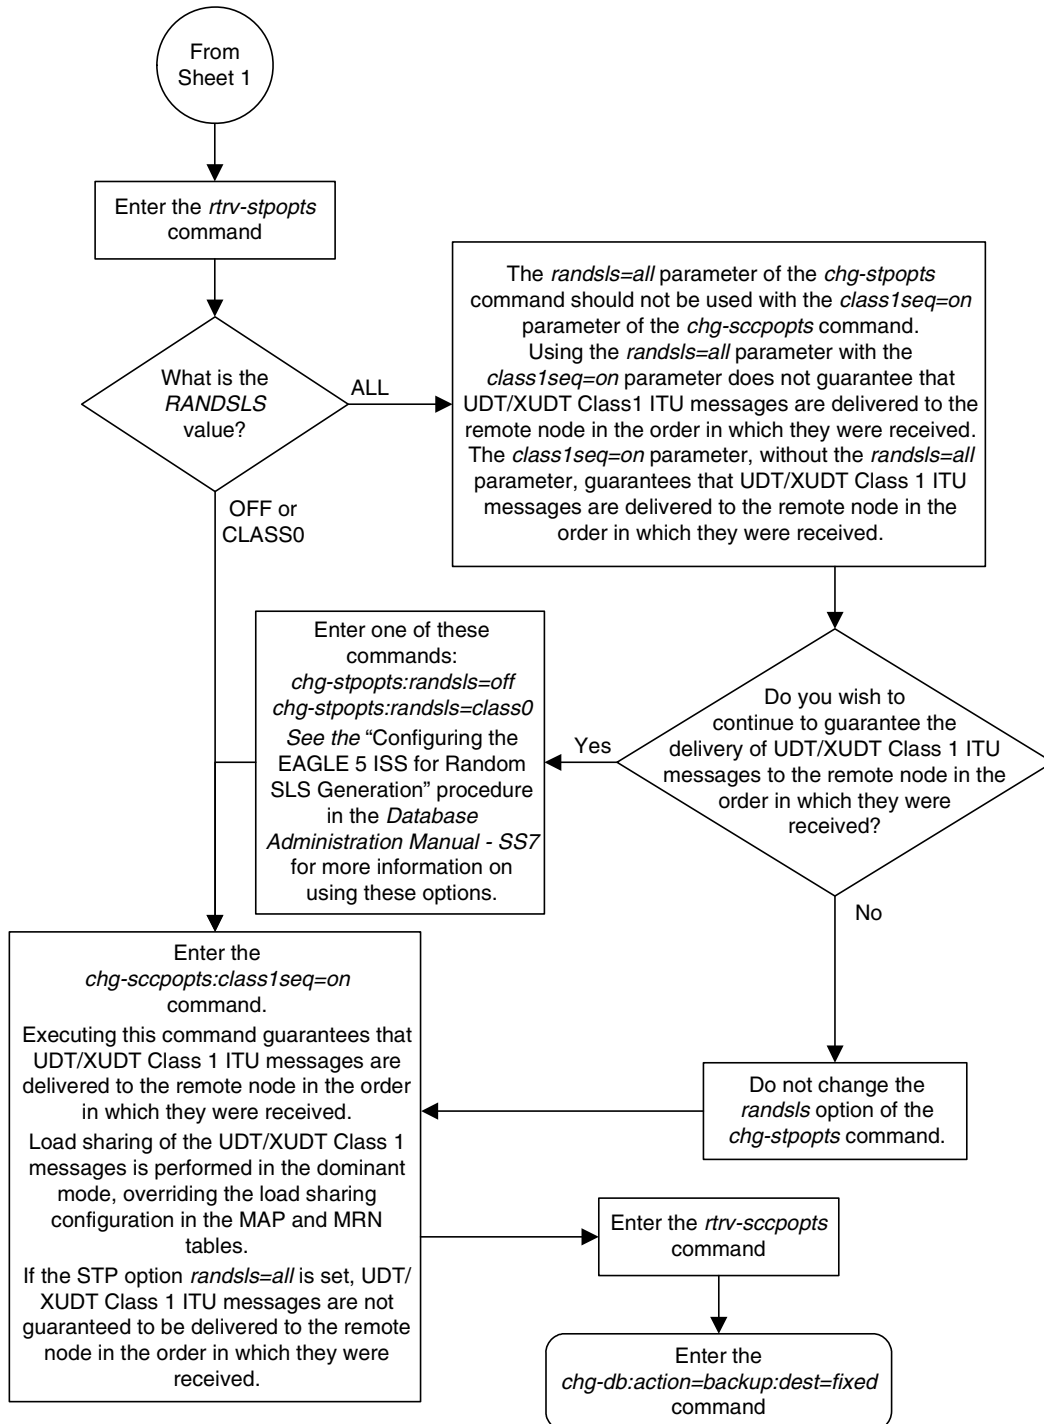 From
Sheet 1
Enter the rtrv-stpopts
command
What is the
RANDSLS
value?
ALL
OFF or
CLASS0
The randsls=all parameter of the chg-stpopts
command should not be used with the class1seq=on
parameter of the chg-sccpopts command.
Using the randsls=all parameter with the
class1seq=on parameter does not guarantee that
UDT/XUDT Class1 ITU messages are delivered to the
remote node in the order in which they were received.
The class1seq=on parameter, without the randsls=all
parameter, guarantees that UDT/XUDT Class 1 ITU
messages are delivered to the remote node in the
order in which they were received.
Do you wish to
continue to guarantee the
delivery of UDT/XUDT Class 1 ITU
messages to the remote node in the
order in which they were
received?
Yes
No
Enter one of these
commands:
chg-stpopts:randsls=off
chg-stpopts:randsls=class0
See the “Configuring the
EAGLE 5 ISS for Random
SLS Generation” procedure
in the Database
Administration Manual - SS7
for more information on
using these options.
Do not change the
randsls option of the
chg-stpopts command.
Enter the
chg-sccpopts:class1seq=on
command.
Executing this command guarantees that
UDT/XUDT Class 1 ITU messages are
delivered to the remote node in the order
in which they were received.
Load sharing of the UDT/XUDT Class 1
messages is performed in the dominant
mode, overriding the load sharing
configuration in the MAP and MRN
tables.
If the STP option randsls=all is set, UDT/
XUDT Class 1 ITU messages are not
guaranteed to be delivered to the remote
node in the order in which they were
received.
Enter the rtrv-sccpopts
command
Enter the
chg-db:action=backup:dest=fixed
command